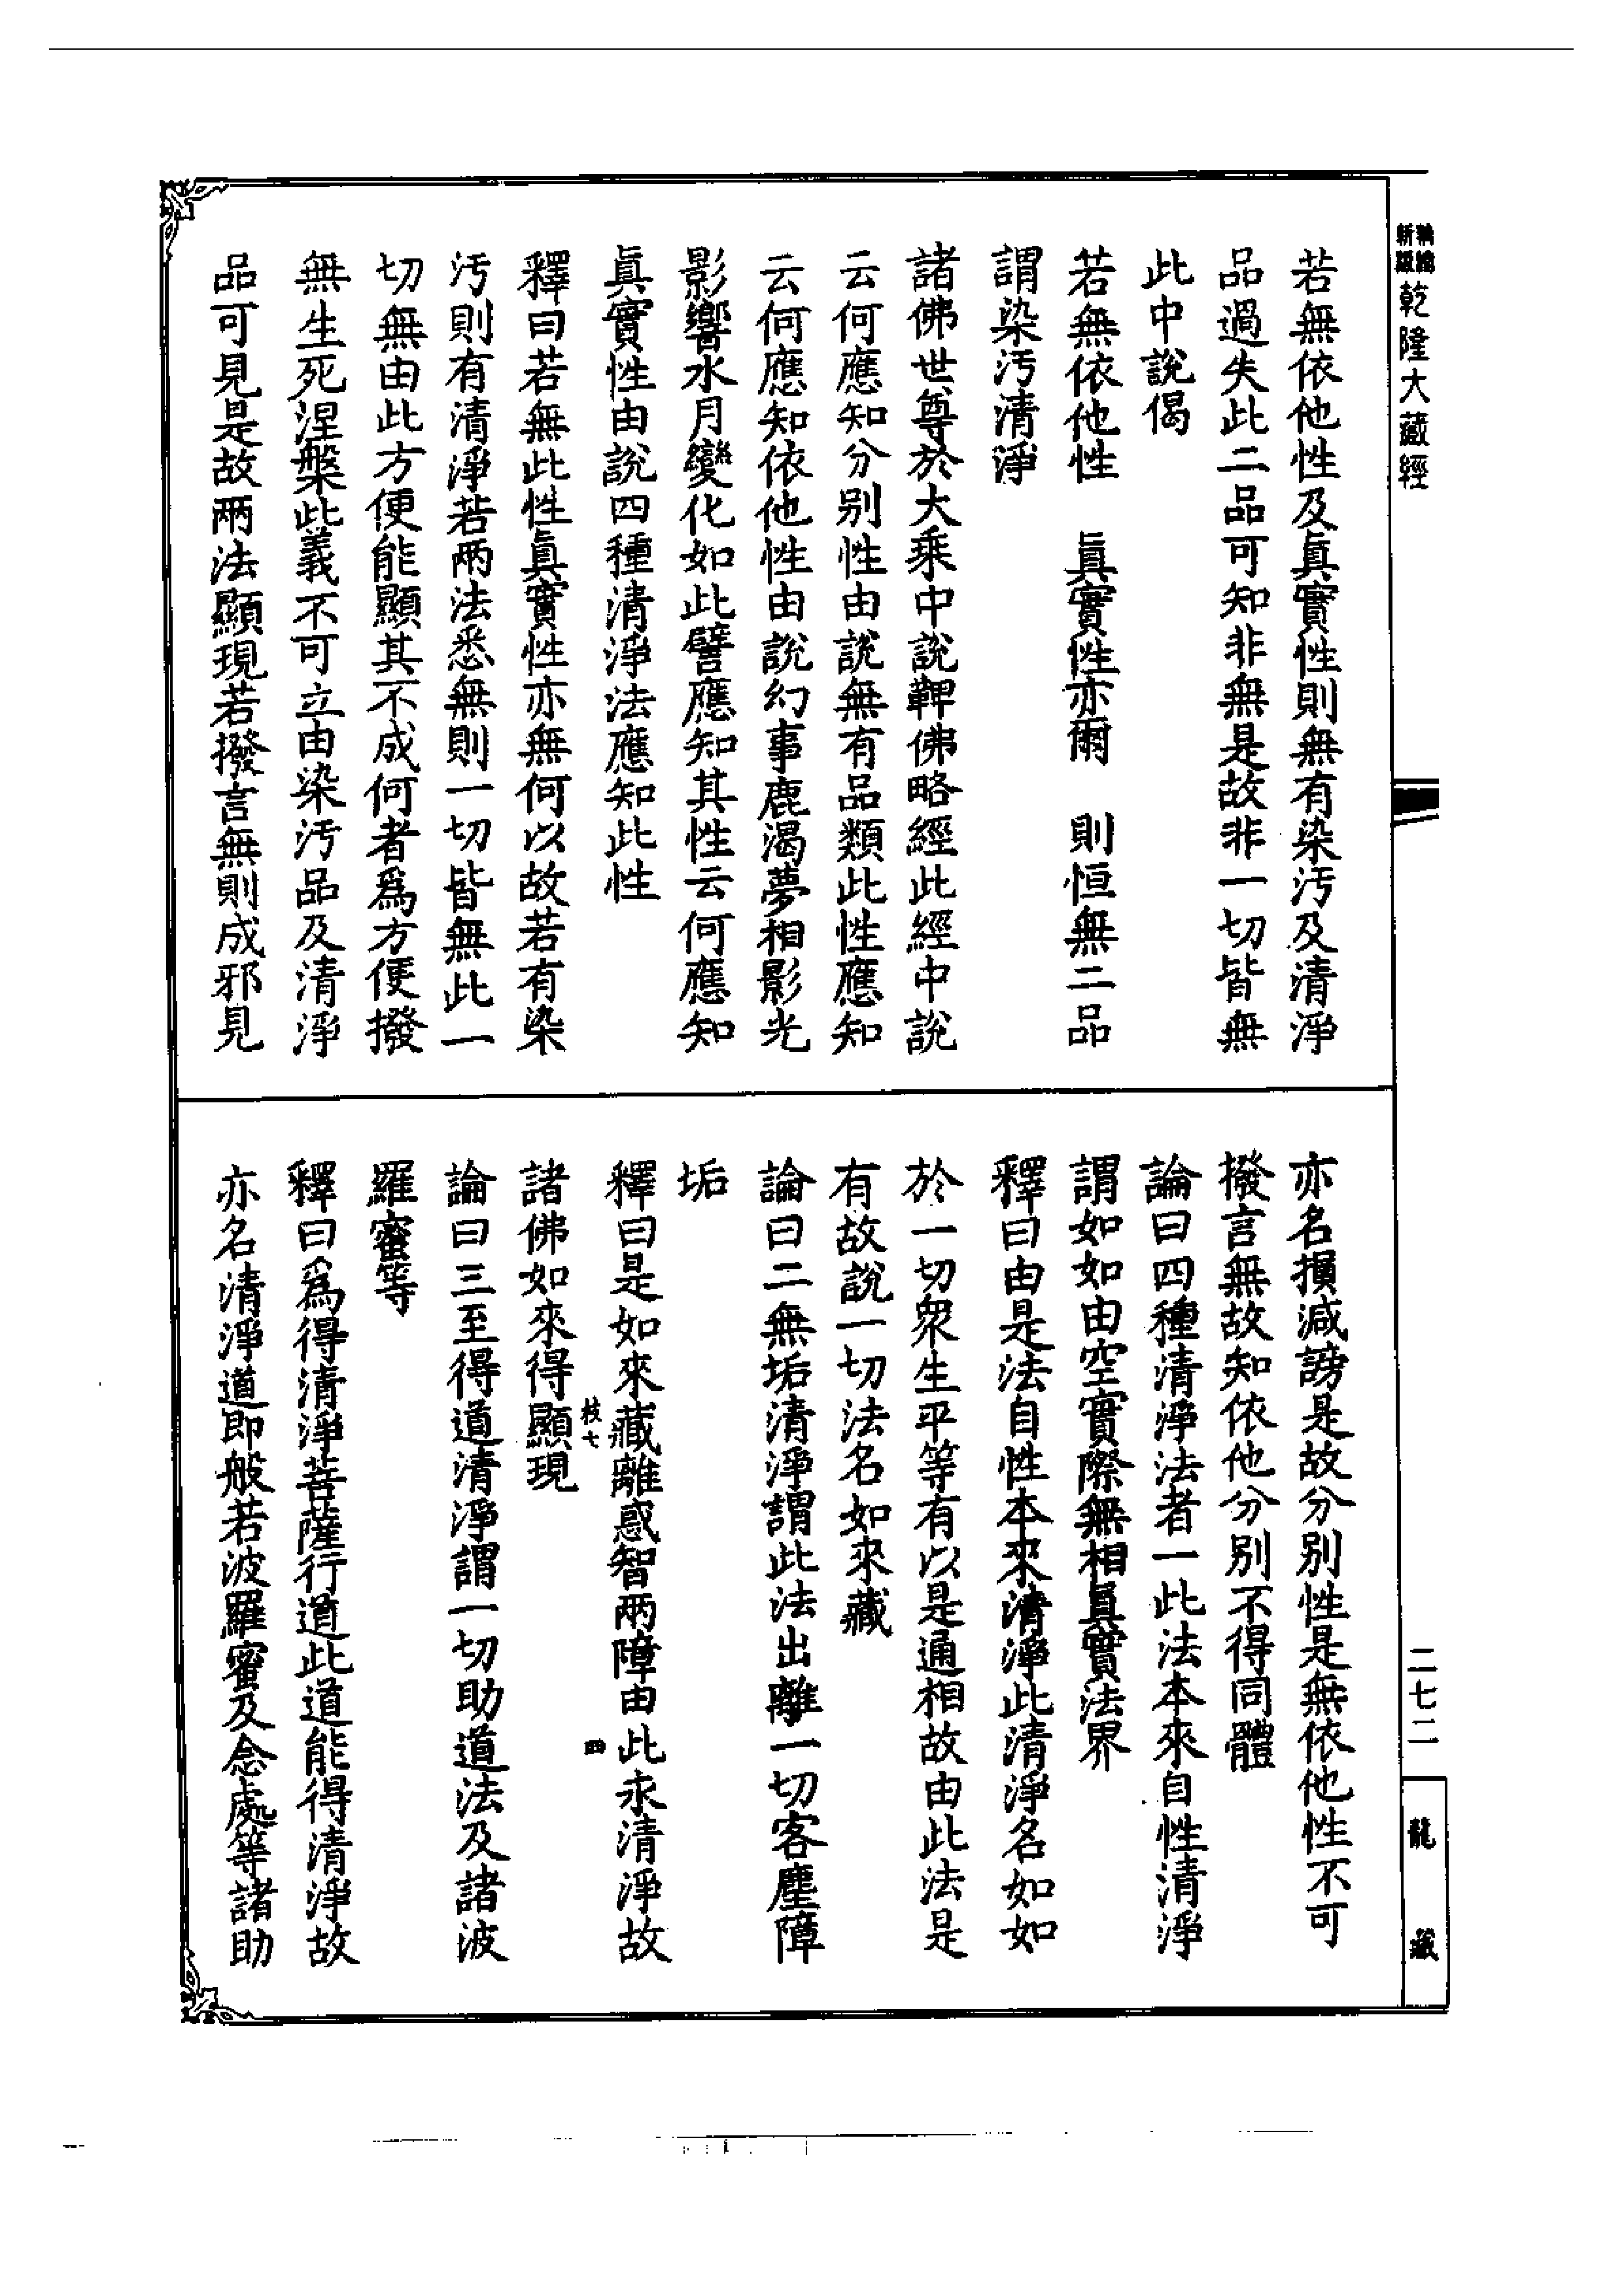 乾隆大藏經
若無依他性及眞實性則無有染汚及清淨
品過失此二品可知非無是故非一切皆無
此中說偈
若無依他性　眞實性亦爾　則恒無二品
謂染汚清淨
諸佛世尊於大乘中說鞞佛略經此經中說
云何應知分别性由說無有品類此性應知
云何應知依他性由說幻事鹿渴夢相影光
影響水月變化如此譬應知其性云何應知
眞實性由說四種清淨法應知此性
釋曰若無此性眞實性亦無何以故若有染
汚則有清淨若兩法悉無則一切皆無此一
切無由此方便能顯其不成何者爲方便撥
無生死涅槃此義不可立由染汚品及清淨
品可見是故兩法顯現若撥言無則成邪見
亦名損減謗是故分别性是無依他性不可
撥言無故知依他分别不得同體
論曰四種清淨法者一此法本來自性清淨
謂如如由空實際無相眞實法界
釋曰由是法自性本來清淨此清淨名如如
於一切衆生平等有以是通相故由此法是
有故說一切法名如來藏
論曰二無垢清淨謂此法出離一切客塵障
垢
釋曰是如來藏離惑智兩障由此永清淨故
諸佛如來得顯現
枝七
四
論曰三至得道清淨謂一切助道法及諸波
羅蜜等
釋曰爲得清淨菩薩行道此道能得清淨故
亦名清淨道即般若波羅蜜及念處等諸助
二七二
龍藏